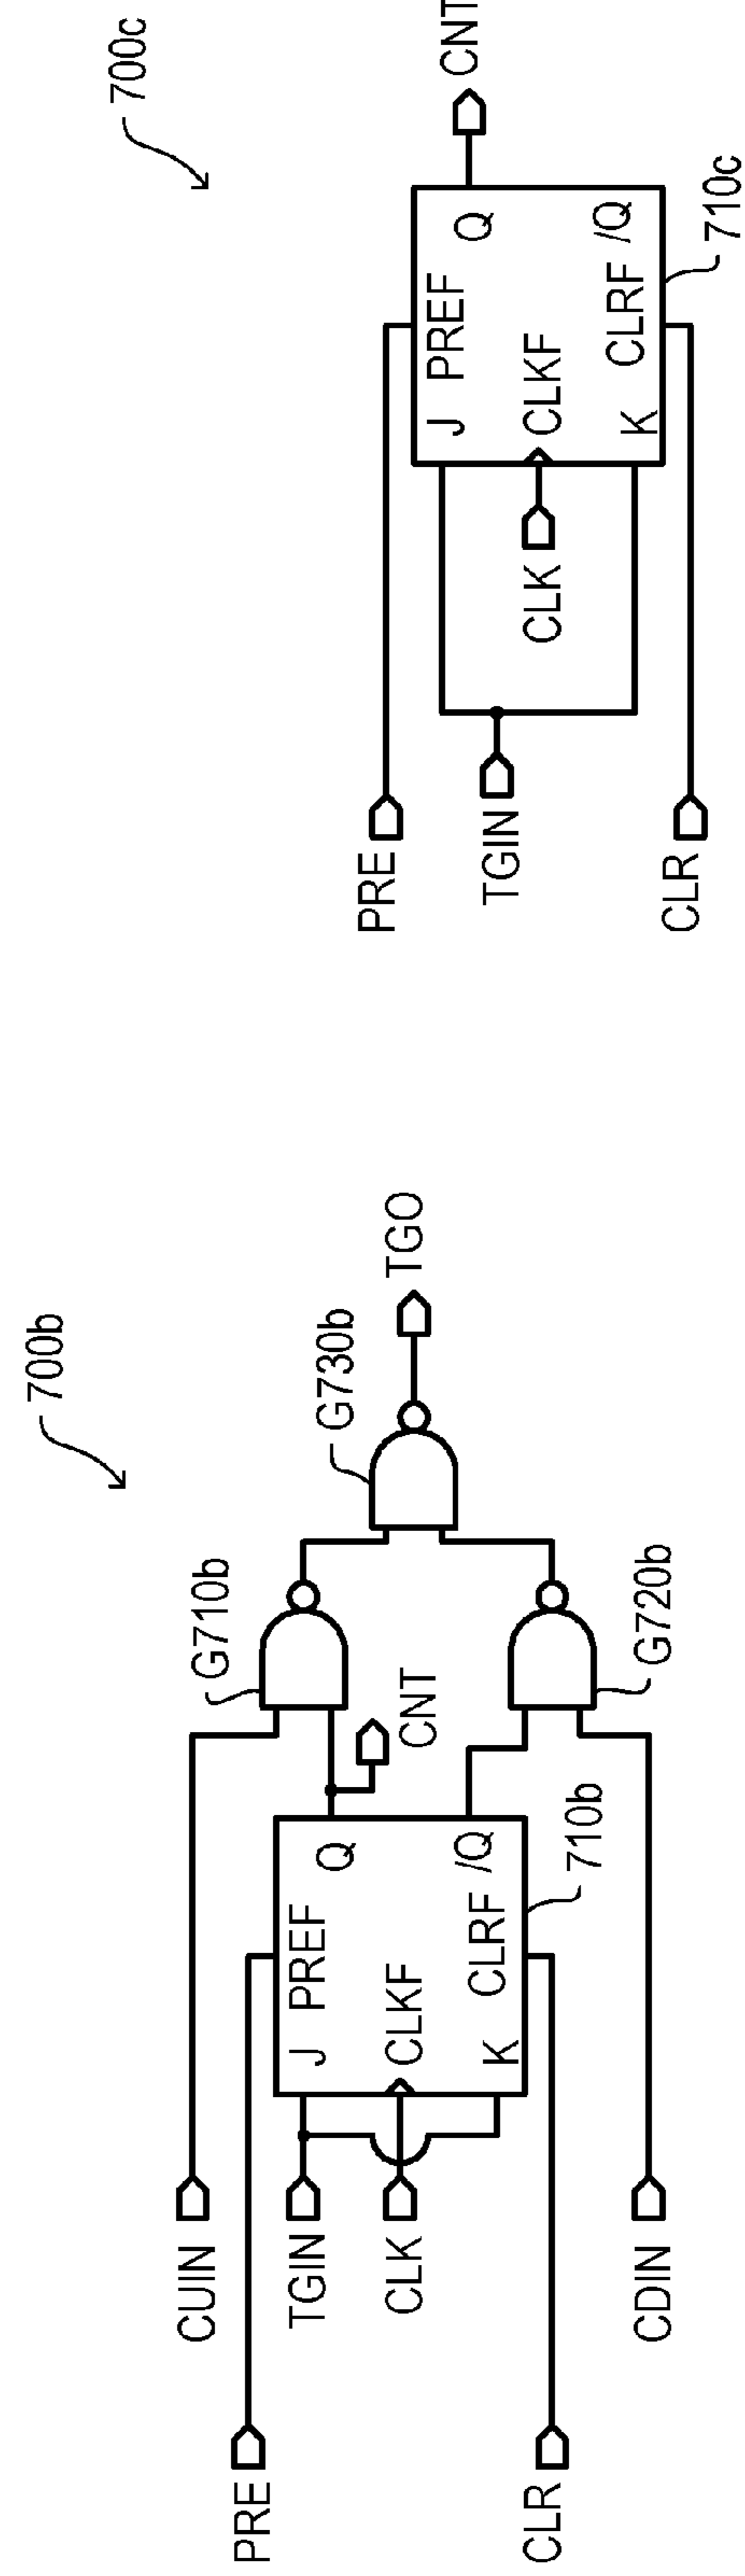 700b
CUIN
PRE
TGIN
CLK
CLR
CDIN
J
PREF
Q
CLKF
K
CLRF
/Q
710b
G710b
CNT
G720b
G730b
TGO
700c
PRE
TGIN
CLK
CLR
J
PREF
Q
CLKF
K
CLRF
/Q
710c
CNT